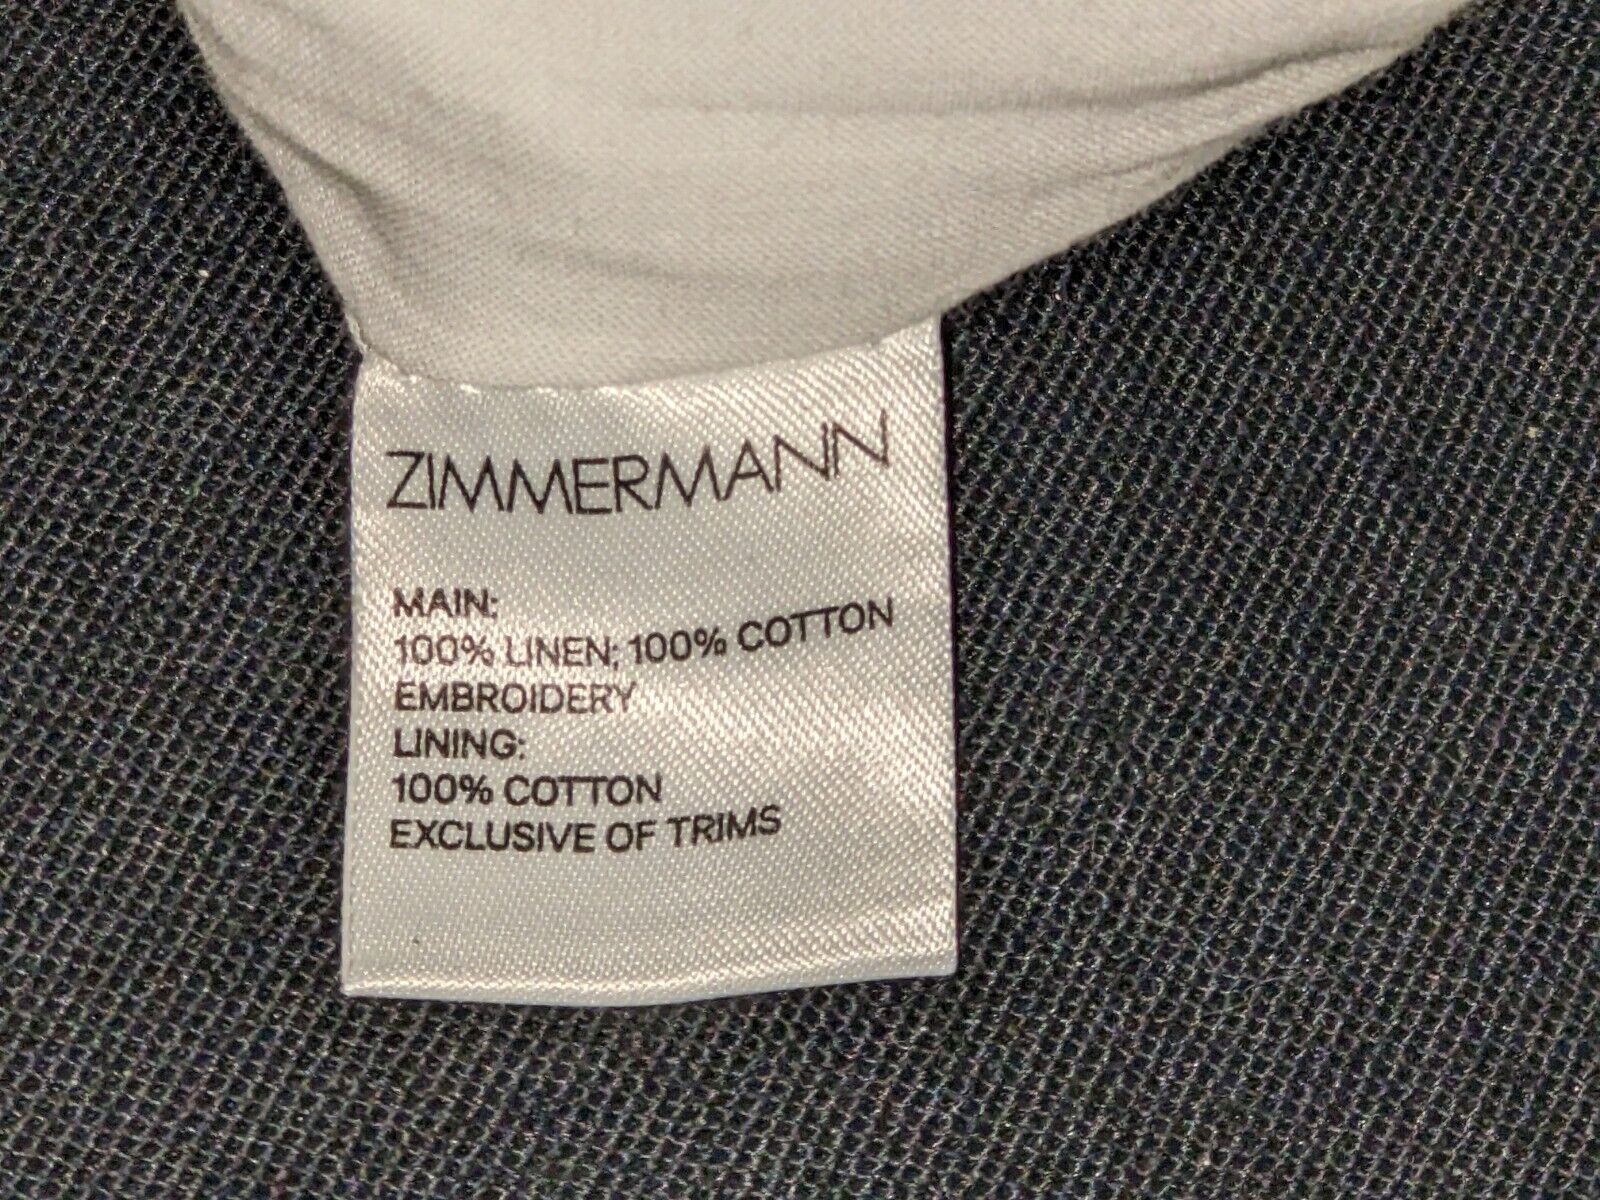 ZIMMERMANN
MAIN:
100% LINEN; 100% COTTON
EMBROIDERY
LINING:
100% COTTON
EXCLUSIVE OF TRIMS